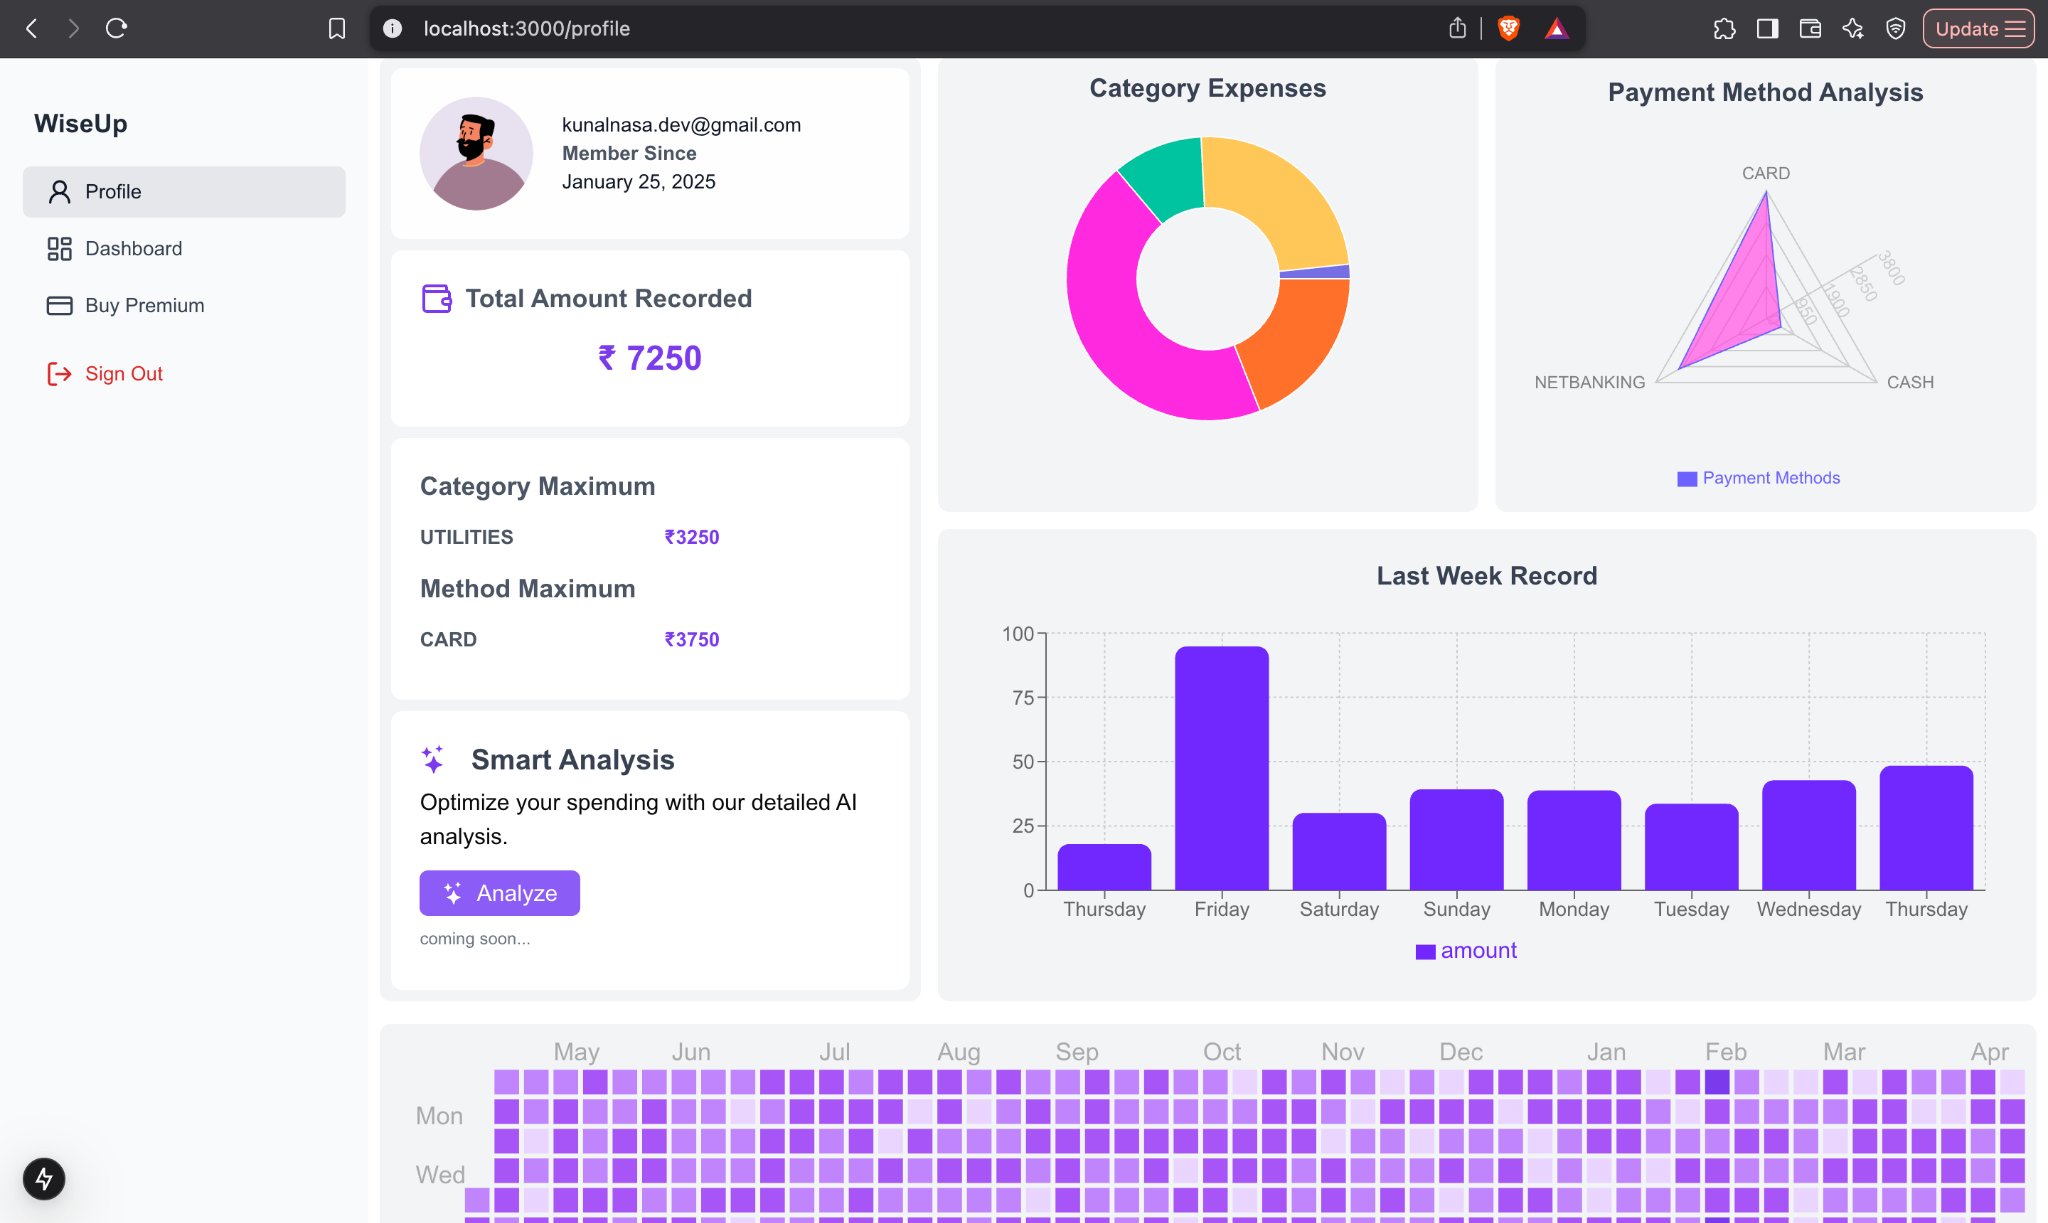 localhost:3000/profile
Update
WiseUp
Profile
Dashboard
Buy Premium
Sign Out
kunalnasa.dev@gmail.com
Member Since
January 25, 2025
Total Amount Recorded
₹ 7250
Category Maximum
UTILITIES ₹3250
Method Maximum
CARD ₹3750
Smart Analysis
Optimize your spending with our detailed AI
analysis.
Analyze
coming soon...
Category Expenses
Payment Method Analysis
CARD
3800
2850
1900
950
NETBANKING
CASH
Payment Methods
Last Week Record
100
75
50
25
0
Thursday Friday Saturday Sunday Monday Tuesday Wednesday Thursday
amount
May Jun Jul Aug Sep Oct Nov Dec Jan Feb Mar Apr
Mon
Wed